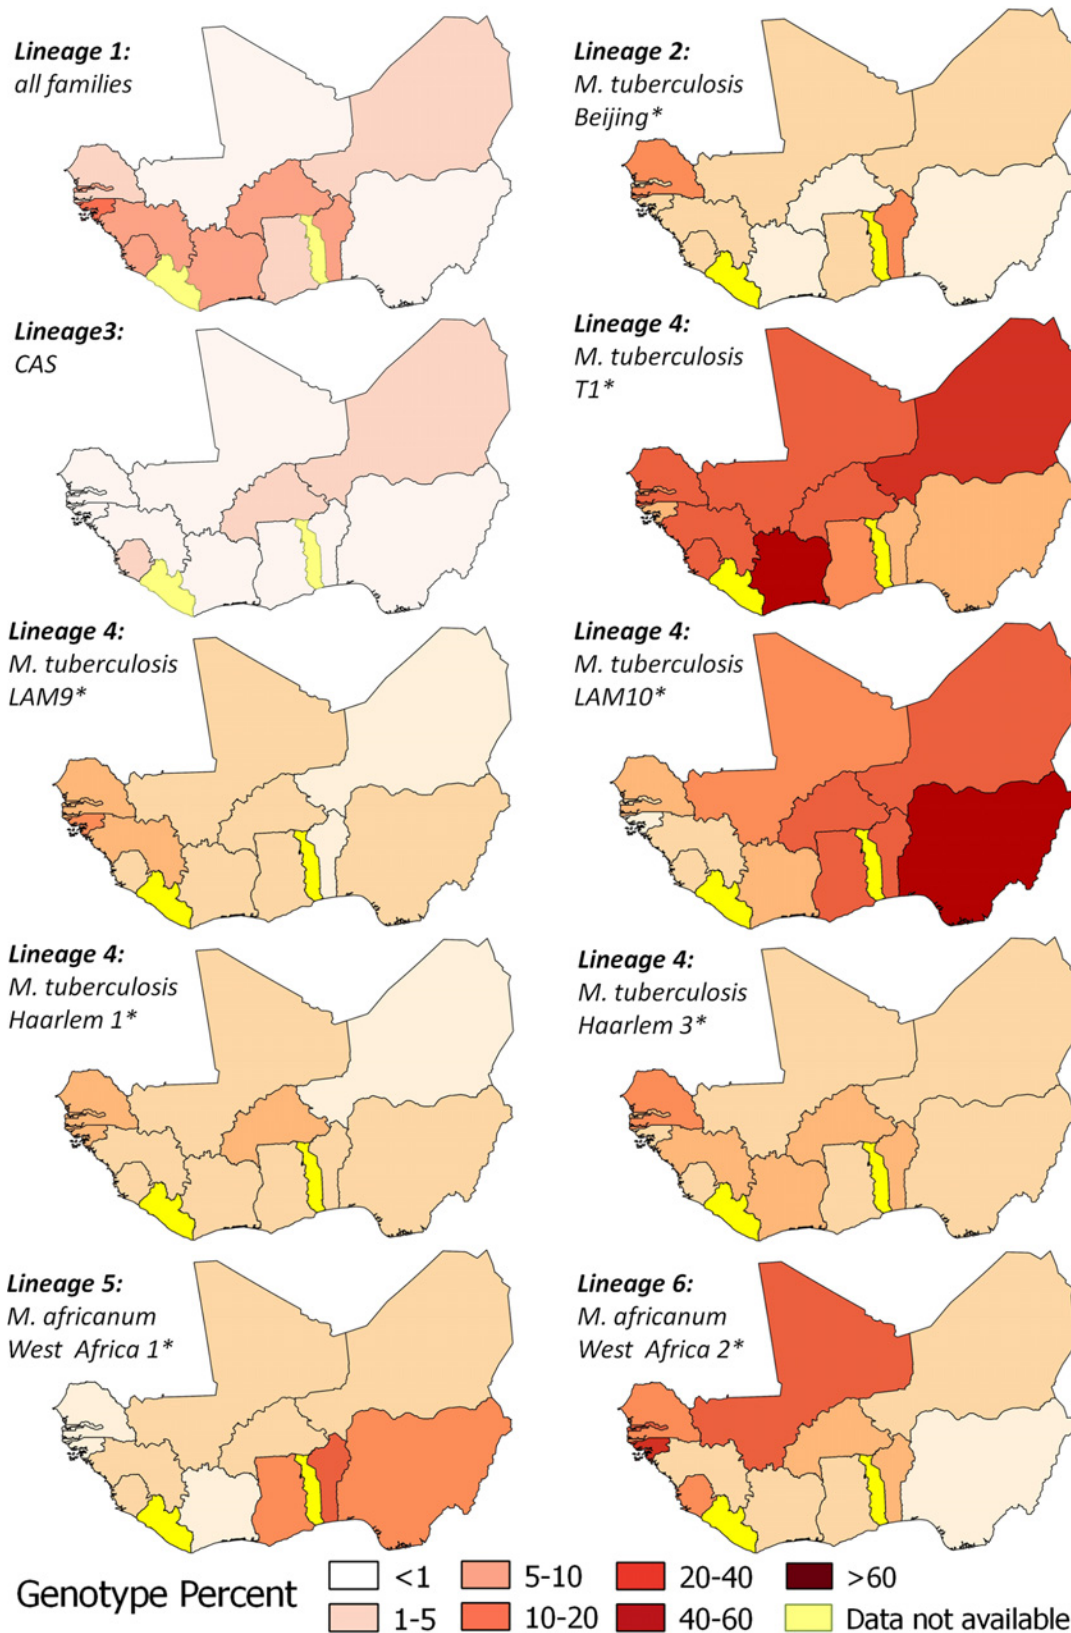 Lineage 1:
all families
Lineage 2:
M. tuberculosis
Beijing*
Lineage3:
CAS
Lineage 4:
M. tuberculosis
T1*
Lineage 4:
M. tuberculosis
LAM9*
Lineage 4:
M. tuberculosis
LAM10*
Lineage 4:
M. tuberculosis
Haarlem 1*
Lineage 4:
M. tuberculosis
Haarlem 3*
Lineage 5:
M. africanum
West Africa 1*
Lineage 6:
M. africanum
West Africa 2*
Genotype Percent
<1
5-10
20-40
>60
1-5
10-20
40-60
Data not available